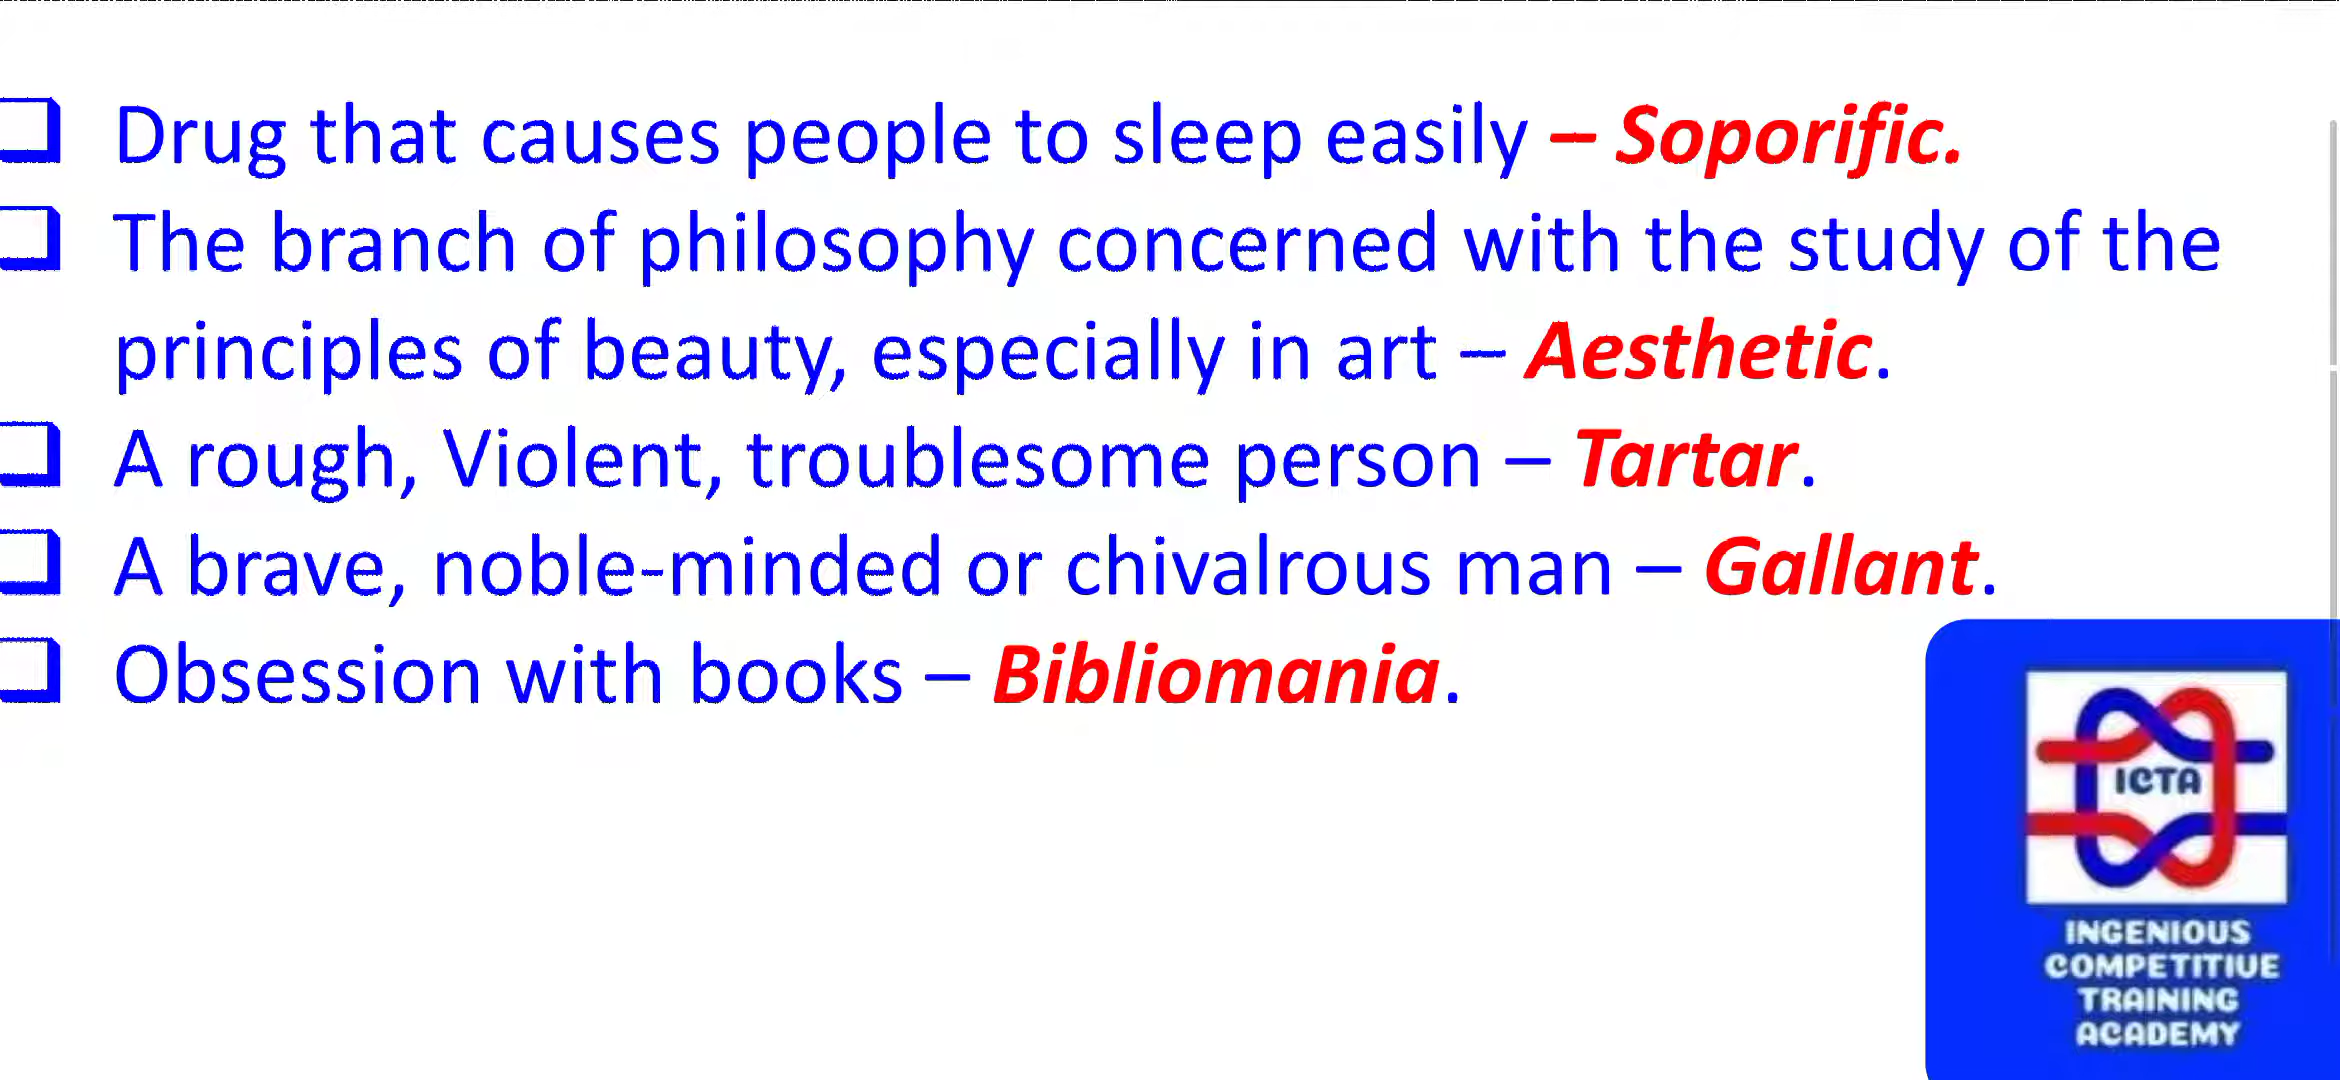 Drug that causes people to sleep easily – Soporific.
The branch of philosophy concerned with the study of the
principles of beauty, especially in art – Aesthetic.
A rough, Violent, troublesome person – Tartar.
A brave, noble-minded or chivalrous man – Gallant.
Obsession with books – Bibliomania.
ICTA
INGENIOUS
COMPETITIVE
TRAINING
ACADEMY